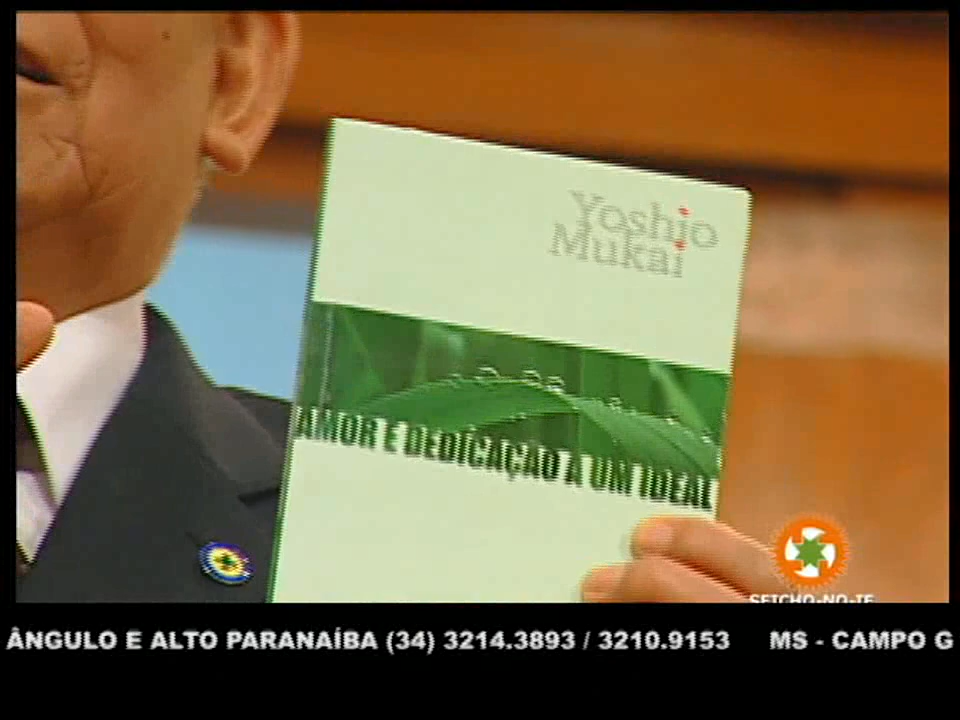 Yoshio
Mukai
AMOR E DEDICAÇÃO A UM IDEAL
SEICHO-NO-IE
ÂNGULO E ALTO PARANAÍBA (34) 3214.3893 / 3210.9153 MS - CAMPO G